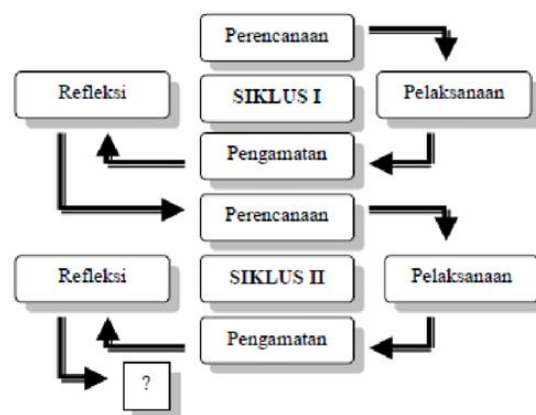 Perencanaan
Refleksi
SIKLUS I
Pelaksanaan
Pengamatan
Perencanaan
Refleksi
SIKLUS II
Pelaksanaan
Pengamatan
?